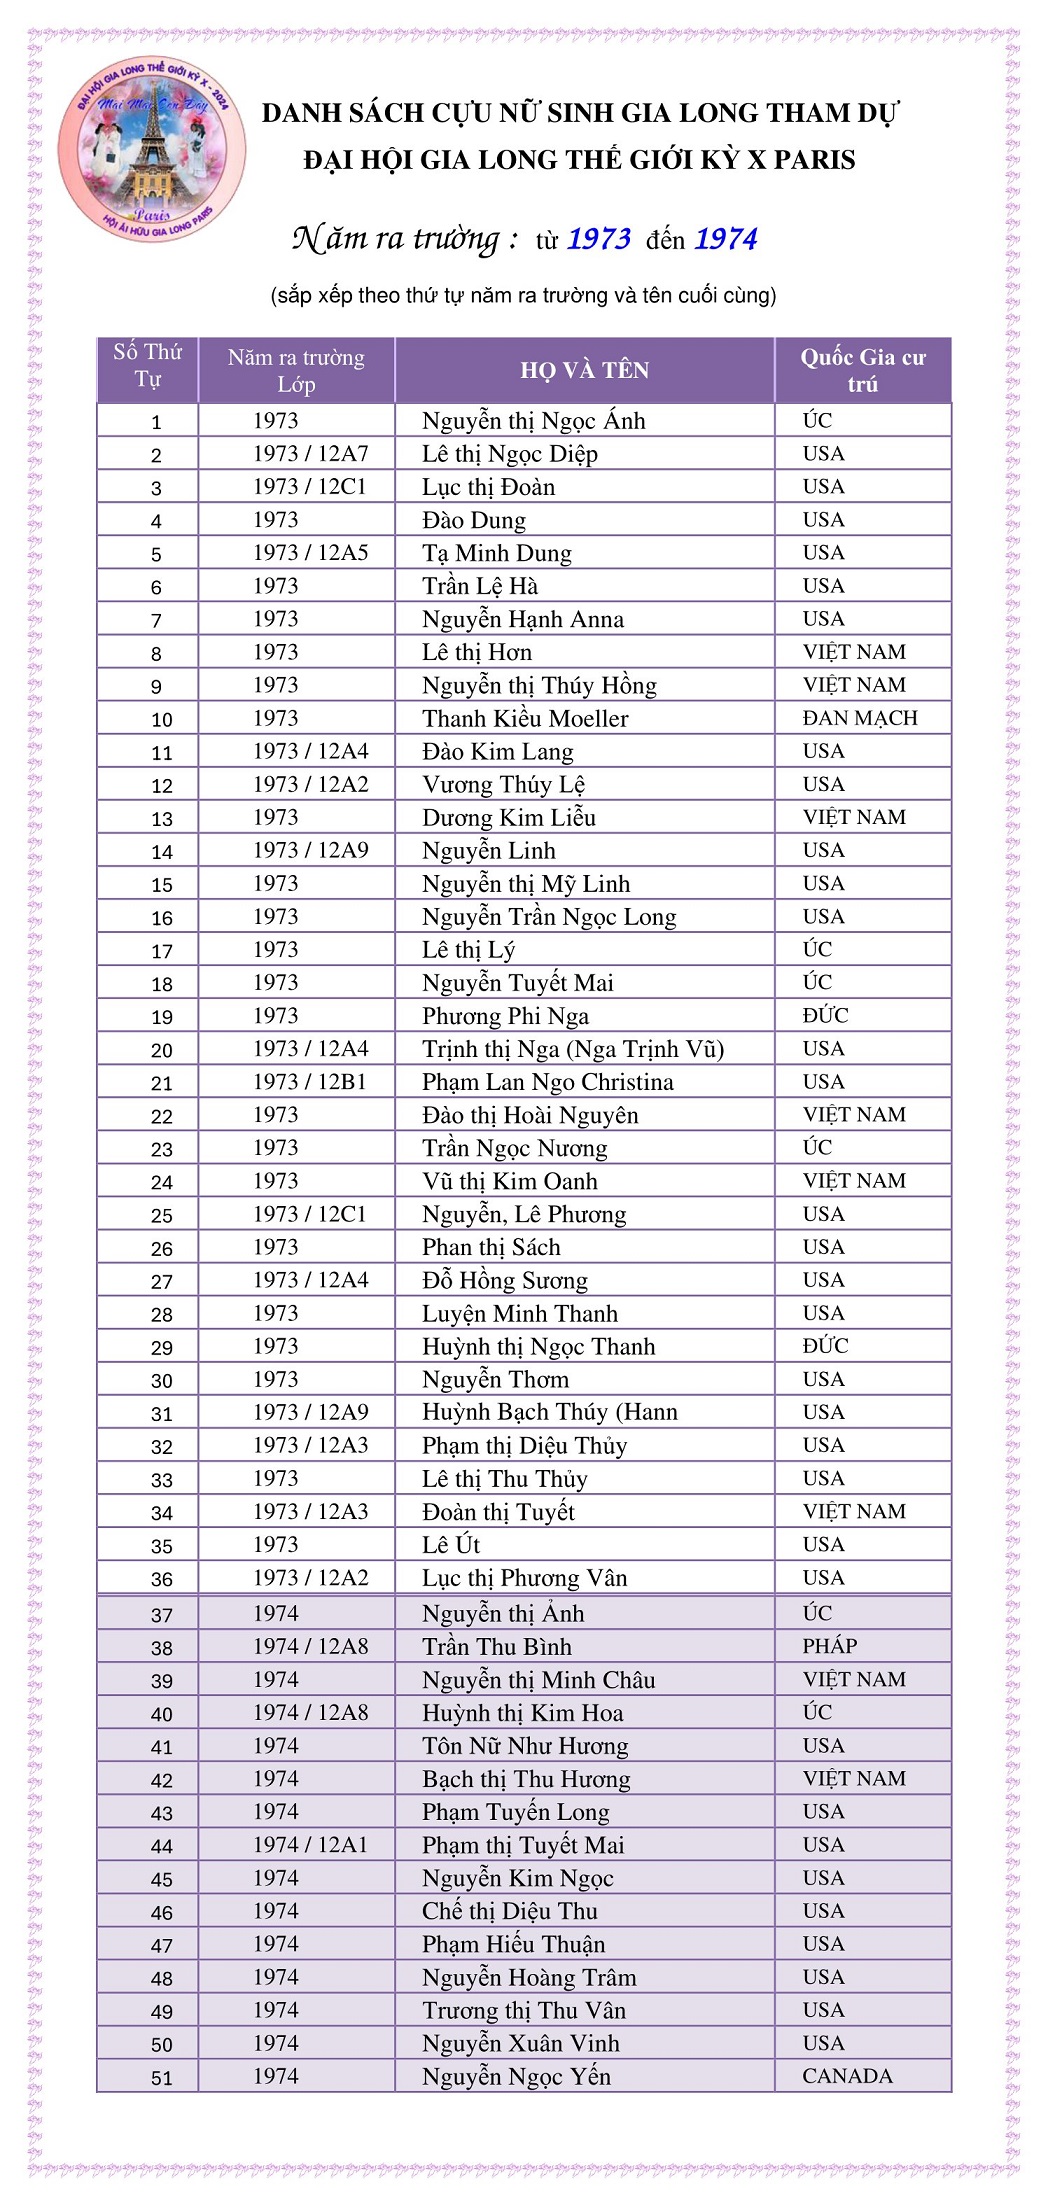 ĐẠI HỘI GIA LONG THẾ GIỚI KỲ X - 2024
Mãi Mãi Còn Đây
Paris
HỘI ÁI HỮU GIA LONG PARIS
DANH SÁCH CỰU NỮ SINH GIA LONG THAM DỰ
ĐẠI HỘI GIA LONG THẾ GIỚI KỲ X PARIS
Năm ra trường : từ 1973 đến 1974
(sắp xếp theo thứ tự năm ra trường và tên cuối cùng)
Số Thứ Tự Năm ra trường Lớp HỌ VÀ TÊN Quốc Gia cư trú
1 1973 Nguyễn thị Ngọc Ánh ÚC
2 1973 / 12A7 Lê thị Ngọc Diệp USA
3 1973 / 12C1 Lục thị Đoàn USA
4 1973 Đào Dung USA
5 1973 / 12A5 Tạ Minh Dung USA
6 1973 Trần Lệ Hà USA
7 1973 Nguyễn Hạnh Anna USA
8 1973 Lê thị Hơn VIỆT NAM
9 1973 Nguyễn thị Thúy Hồng VIỆT NAM
10 1973 Thanh Kiều Moeller ĐAN MẠCH
11 1973 / 12A4 Đào Kim Lang USA
12 1973 / 12A2 Vương Thúy Lệ USA
13 1973 Dương Kim Liễu VIỆT NAM
14 1973 / 12A9 Nguyễn Linh USA
15 1973 Nguyễn thị Mỹ Linh USA
16 1973 Nguyễn Trần Ngọc Long USA
17 1973 Lê thị Lý ÚC
18 1973 Nguyễn Tuyết Mai ÚC
19 1973 Phương Phi Nga ĐỨC
20 1973 / 12A4 Trịnh thị Nga (Nga Trịnh Vũ) USA
21 1973 / 12B1 Phạm Lan Ngo Christina USA
22 1973 Đào thị Hoài Nguyên VIỆT NAM
23 1973 Trần Ngọc Nương ÚC
24 1973 Vũ thị Kim Oanh VIỆT NAM
25 1973 / 12C1 Nguyễn, Lê Phương USA
26 1973 Phan thị Sách USA
27 1973 / 12A4 Đỗ Hồng Sương USA
28 1973 Luyện Minh Thanh USA
29 1973 Huỳnh thị Ngọc Thanh ĐỨC
30 1973 Nguyễn Thơm USA
31 1973 / 12A9 Huỳnh Bạch Thúy (Hann USA
32 1973 / 12A3 Phạm thị Diệu Thủy USA
33 1973 Lê thị Thu Thủy USA
34 1973 / 12A3 Đoàn thị Tuyết VIỆT NAM
35 1973 Lê Út USA
36 1973 / 12A2 Lục thị Phương Vân USA
37 1974 Nguyễn thị Ảnh ÚC
38 1974 / 12A8 Trần Thu Bình PHÁP
39 1974 Nguyễn thị Minh Châu VIỆT NAM
40 1974 / 12A8 Huỳnh thị Kim Hoa ÚC
41 1974 Tôn Nữ Như Hương USA
42 1974 Bạch thị Thu Hương VIỆT NAM
43 1974 Phạm Tuyến Long USA
44 1974 / 12A1 Phạm thị Tuyết Mai USA
45 1974 Nguyễn Kim Ngọc USA
46 1974 Chế thị Diệu Thu USA
47 1974 Phạm Hiếu Thuận USA
48 1974 Nguyễn Hoàng Trâm USA
49 1974 Trương thị Thu Vân USA
50 1974 Nguyễn Xuân Vinh USA
51 1974 Nguyễn Ngọc Yến CANADA